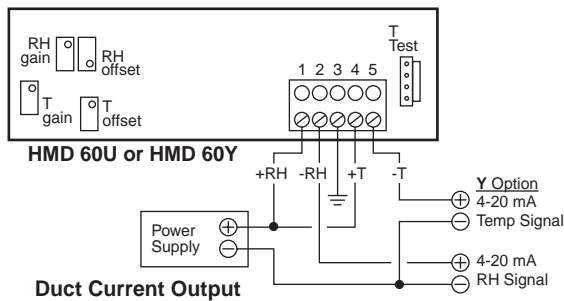 RH
gain
RH
offset
T
gain
T
offset
T
Test
1 2 3 4 5
HMD 60U or HMD 60Y
+RH -RH +T -T
Y Option
4-20 mA
Temp Signal
Power
Supply
4-20 mA
RH Signal
Duct Current Output